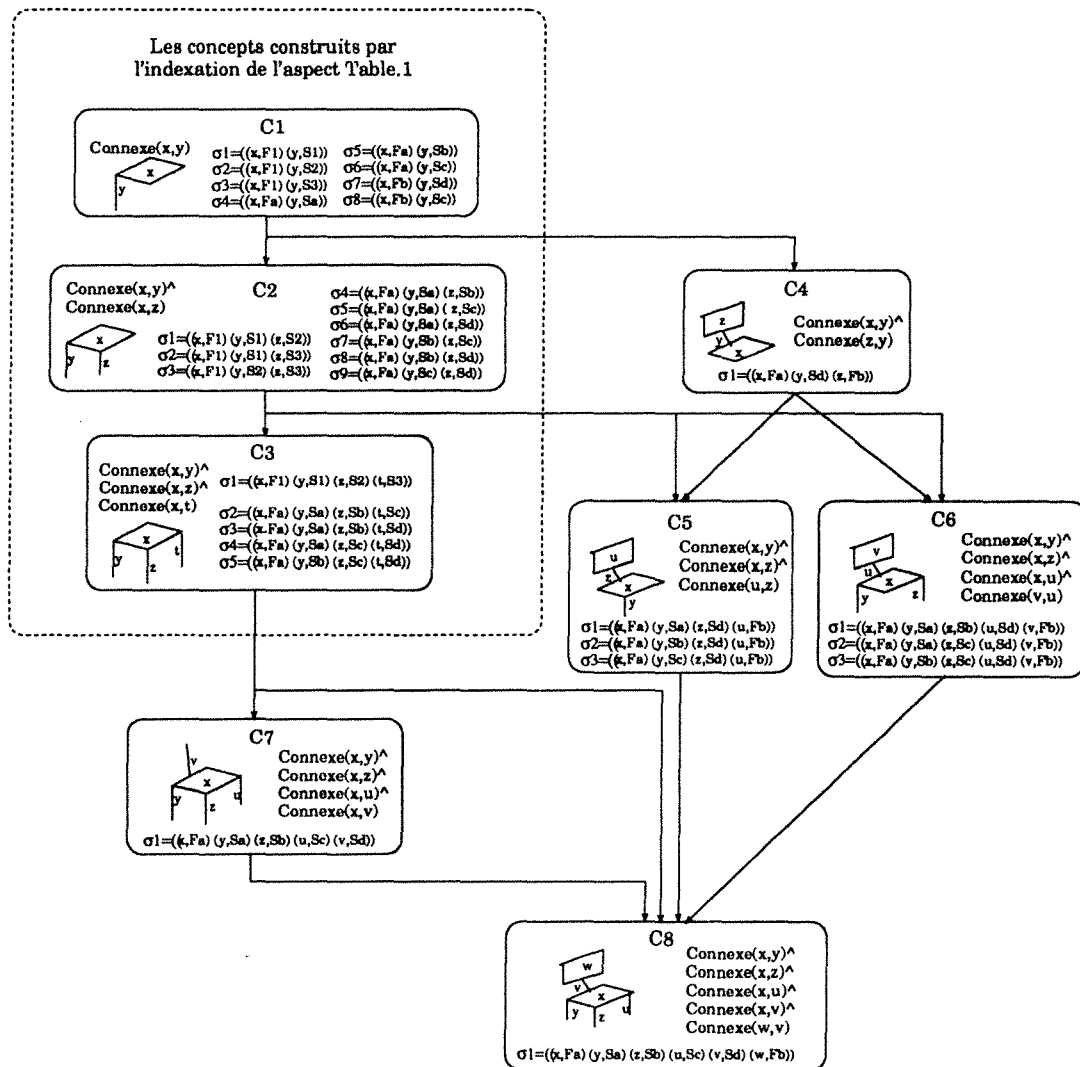 Les concepts construits par
l'indexation de l'aspect Table.1
C1
Connexe(x,y)
x
y
σ1=((x,F1) (y,S1))
σ2=((x,F1) (y,S2))
σ3=((x,F1) (y,S3))
σ4=((x,Fa) (y,Sa))
σ5=((x,Fa) (y,Sb))
σ6=((x,Fa) (y,Sc))
σ7=((x,Fb) (y,Sd))
σ8=((x,Fb) (y,Sc))
C2
Connexe(x,y)^
Connexe(x,z)
x
y
z
σ1=((x,F1) (y,S1) (z,S2))
σ2=((x,F1) (y,S1) (z,S3))
σ3=((x,F1) (y,S2) (z,S3))
σ4=((x,Fa) (y,Sa) (z,Sb))
σ5=((x,Fa) (y,Sa) (z,Sc))
σ6=((x,Fa) (y,Sa) (z,Sd))
σ7=((x,Fa) (y,Sb) (z,Sc))
σ8=((x,Fa) (y,Sb) (z,Sd))
σ9=((x,Fa) (y,Sc) (z,Sd))
C4
z
y
x
Connexe(x,y)^
Connexe(z,y)
σ1=((x,Fa) (y,Sd) (z,Fb))
C3
Connexe(x,y)^
Connexe(x,z)^
Connexe(x,t)
x
y
z
t
σ1=((x,F1) (y,S1) (z,S2) (t,S3))
σ2=((x,Fa) (y,Sa) (z,Sb) (t,Sc))
σ3=((x,Fa) (y,Sa) (z,Sb) (t,Sd))
σ4=((x,Fa) (y,Sa) (z,Sc) (t,Sd))
σ5=((x,Fa) (y,Sb) (z,Sc) (t,Sd))
C5
u
z
x
y
Connexe(x,y)^
Connexe(x,z)^
Connexe(u,z)
σ1=((x,Fa) (y,Sa) (z,Sd) (u,Fb))
σ2=((x,Fa) (y,Sb) (z,Sd) (u,Fb))
σ3=((x,Fa) (y,Sc) (z,Sd) (u,Fb))
C6
v
u
x
y
z
Connexe(x,y)^
Connexe(x,z)^
Connexe(x,u)^
Connexe(v,u)
σ1=((x,Fa) (y,Sa) (z,Sb) (u,Sd) (v,Fb))
σ2=((x,Fa) (y,Sa) (z,Sc) (u,Sd) (v,Fb))
σ3=((x,Fa) (y,Sb) (z,Sc) (u,Sd) (v,Fb))
C7
v
x
y
z
u
Connexe(x,y)^
Connexe(x,z)^
Connexe(x,u)^
Connexe(x,v)
σ1=((x,Fa) (y,Sa) (z,Sb) (u,Sc) (v,Sd))
C8
w
v
x
y
z
u
Connexe(x,y)^
Connexe(x,z)^
Connexe(x,u)^
Connexe(x,v)^
Connexe(w,v)
σ1=((x,Fa) (y,Sa) (z,Sb) (u,Sc) (v,Sd) (w,Fb))